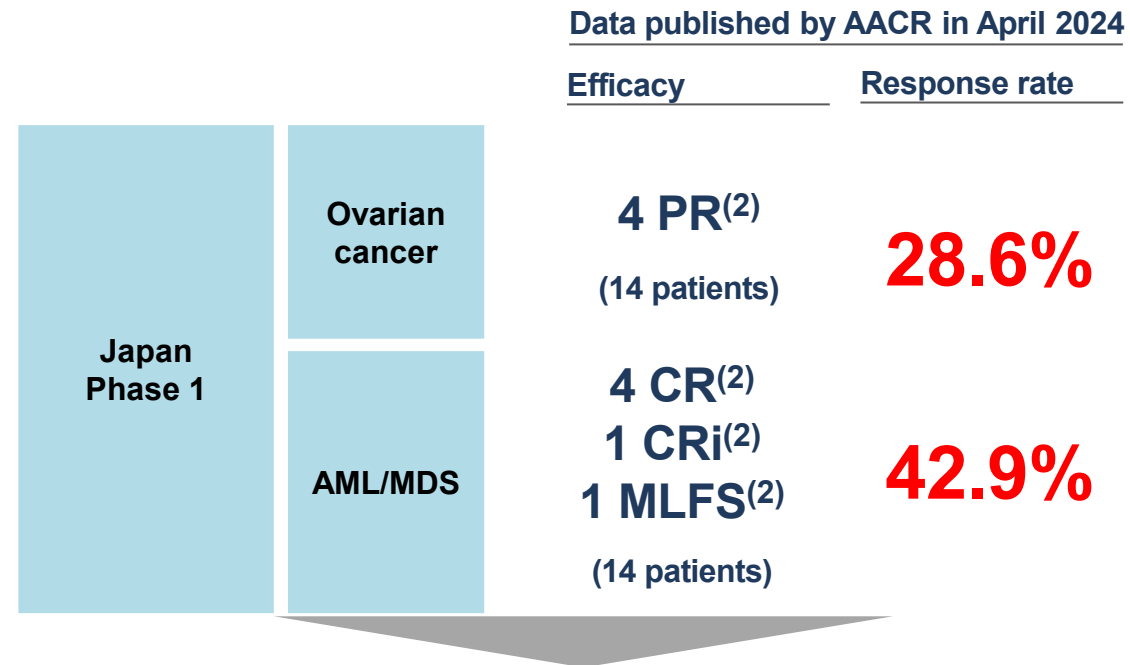 Data published by AACR in April 2024
Efficacy
Response rate
Japan
Phase 1
Ovarian
cancer
4 PR(2)
(14 patients)
28.6%
AML/MDS
4 CR(2)
1 CRi(2)
1 MLFS(2)
(14 patients)
42.9%